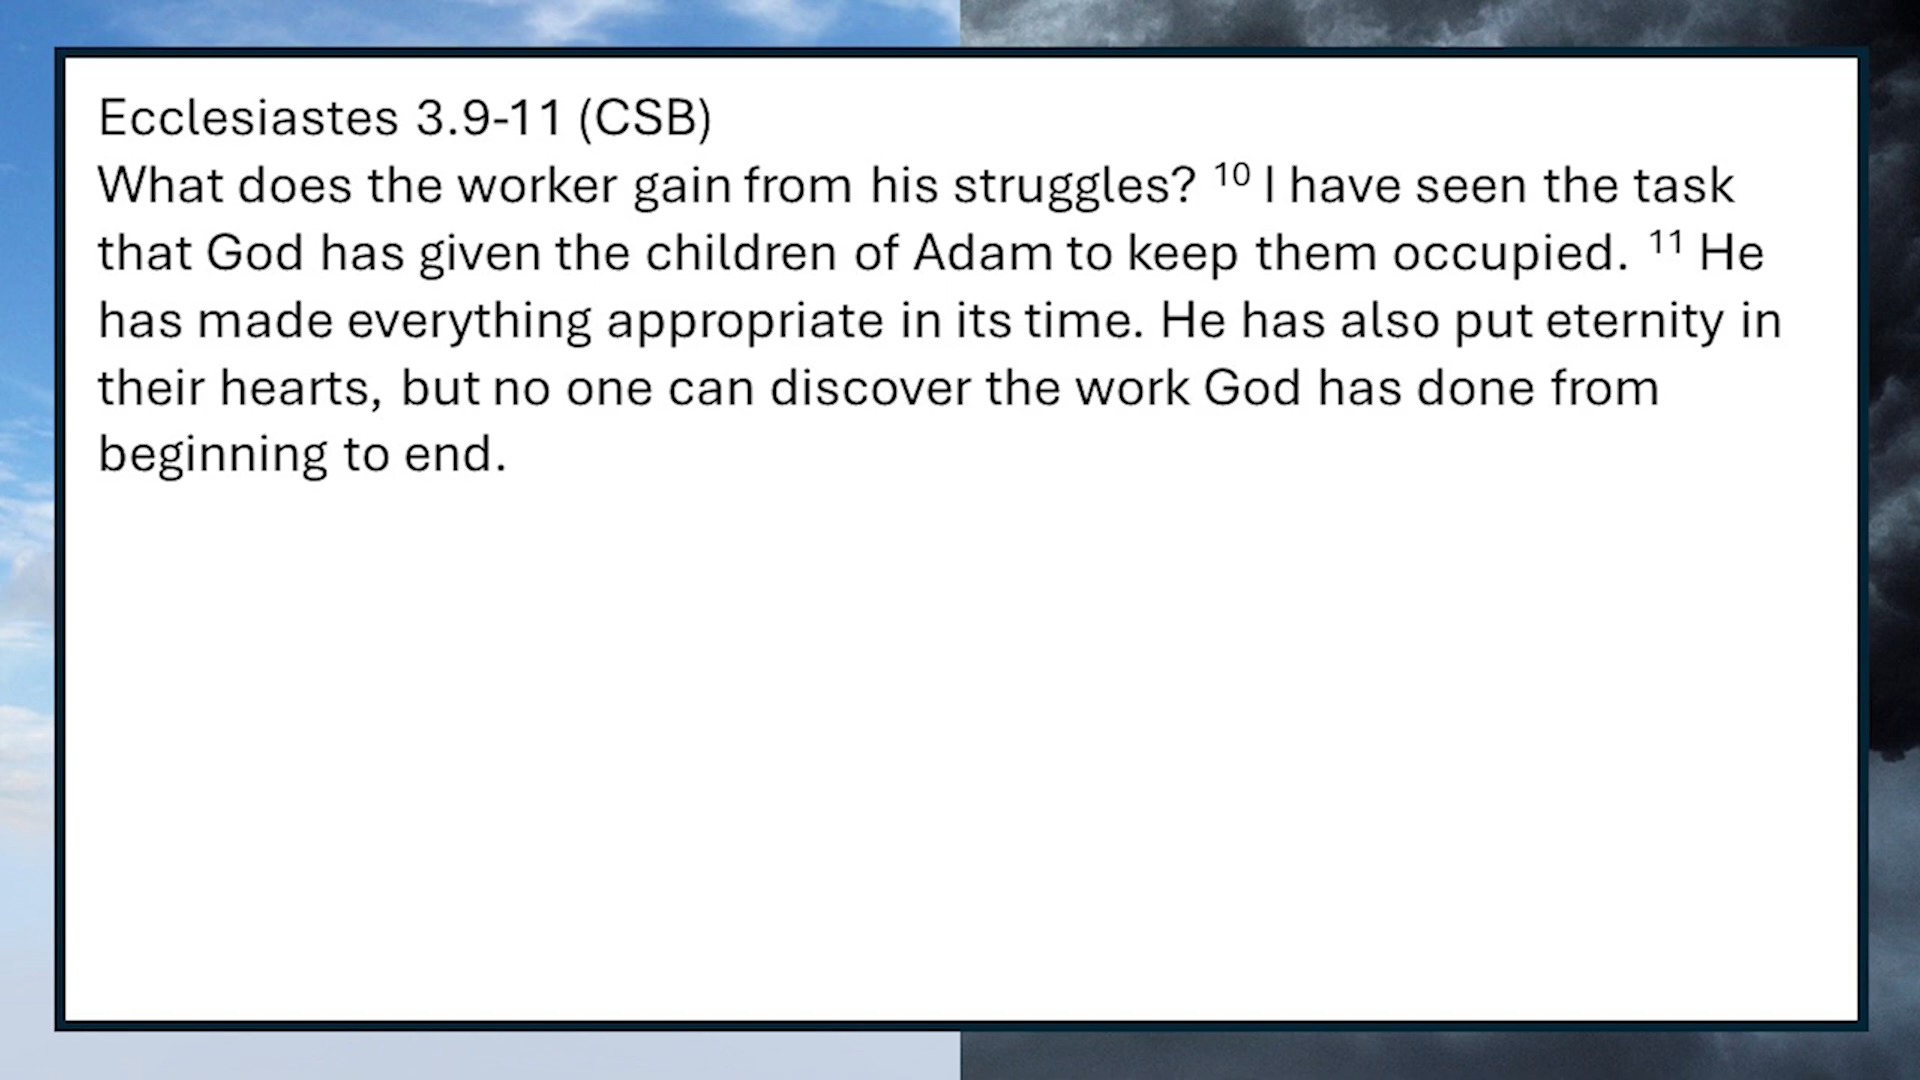 Ecclesiastes 3.9-11 (CSB)
What does the worker gain from his struggles? ¹⁰ I have seen the task
that God has given the children of Adam to keep them occupied. ¹¹ He
has made everything appropriate in its time. He has also put eternity in
their hearts, but no one can discover the work God has done from
beginning to end.